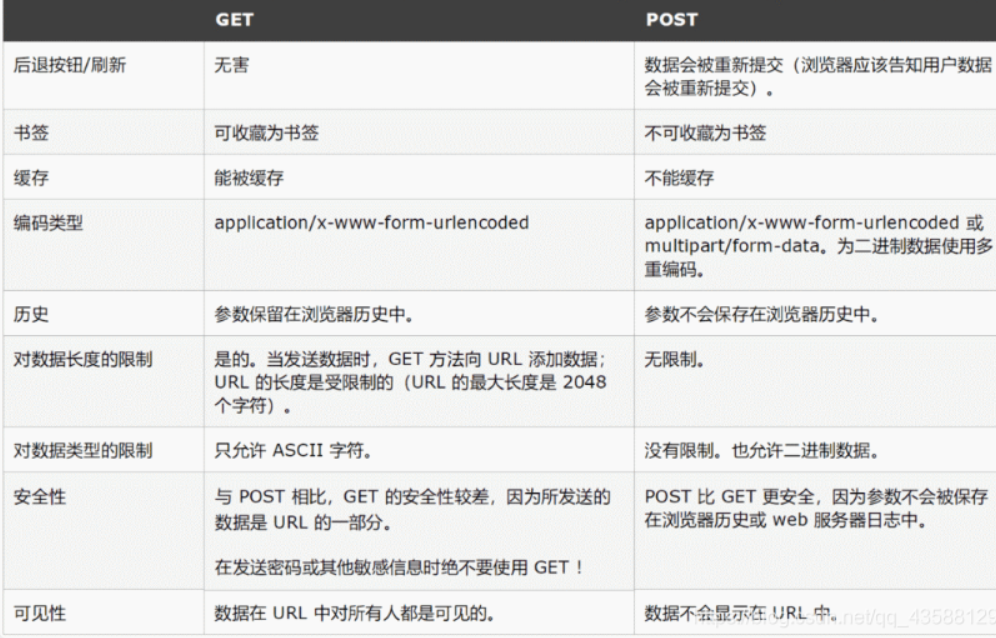 GET POST
后退按钮/刷新 无害 数据会被重新提交（浏览器应该告知用户数据
会被重新提交）。
书签 可收藏为书签 不可收藏为书签
缓存 能被缓存 不能缓存
编码类型 application/x-www-form-urlencoded application/x-www-form-urlencoded 或
multipart/form-data。为二进制数据使用多
重编码。
历史 参数保留在浏览器历史中。 参数不会保存在浏览器历史中。
对数据长度的限制 是的。当发送数据时，GET 方法向 URL 添加数据； 无限制。
URL 的长度是受限制的（URL 的最大长度是 2048
个字符）。
对数据类型的限制 只允许 ASCII 字符。 没有限制。也允许二进制数据。
安全性 与 POST 相比，GET 的安全性较差，因为所发送的 POST 比 GET 更安全，因为参数不会被保存
数据是 URL 的一部分。 在浏览器历史或 web 服务器日志中。
在发送密码或其他敏感信息时绝不要使用 GET ！
可见性 数据在 URL 中对所有人都是可见的。 数据不会显示在 URL 中。
https://blog.csdn.net/qq_43588129